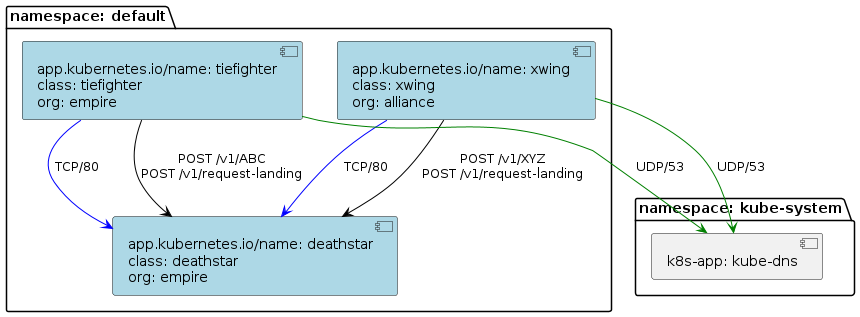 namespace: default
app.kubernetes.io/name: tiefighter
class: tiefighter
org: empire
app.kubernetes.io/name: xwing
class: xwing
org: alliance
TCP/80
POST /v1/ABC
POST /v1/request-landing
TCP/80
POST /v1/XYZ
POST /v1/request-landing
UDP/53
UDP/53
app.kubernetes.io/name: deathstar
class: deathstar
org: empire
namespace: kube-system
k8s-app: kube-dns